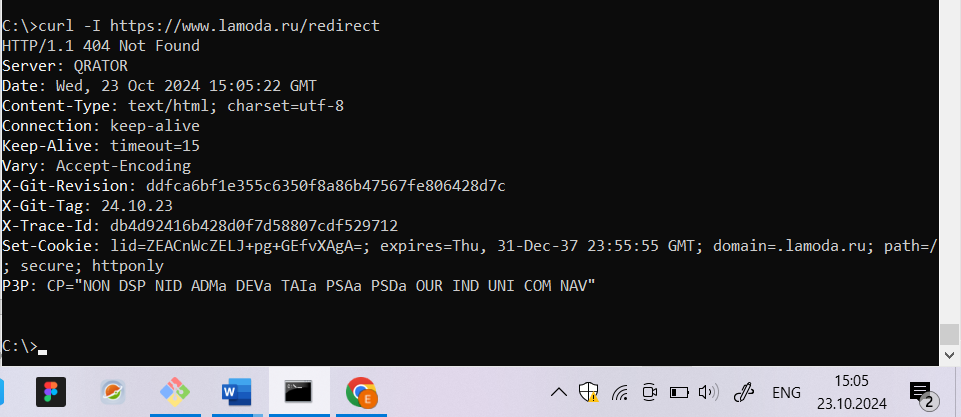 C:\>curl -I https://www.lamoda.ru/redirect
HTTP/1.1 404 Not Found
Server: QRATOR
Date: Wed, 23 Oct 2024 15:05:22 GMT
Content-Type: text/html; charset=utf-8
Connection: keep-alive
Keep-Alive: timeout=15
Vary: Accept-Encoding
X-Git-Revision: ddfca6bf1e355c6350f8a86b47567fe806428d7c
X-Git-Tag: 24.10.23
X-Trace-Id: db4d92416b428d0f7d58807cdf529712
Set-Cookie: lid=ZEACnWcZELJ+pg+GEfvXAgA=; expires=Thu, 31-Dec-37 23:55:55 GMT; domain=.lamoda.ru; path=/
; secure; httponly
P3P: CP="NON DSP NID ADMa DEVa TAIa PSAa PSDa OUR IND UNI COM NAV"
C:\>
W
E
ENG
15:05
23.10.2024
2